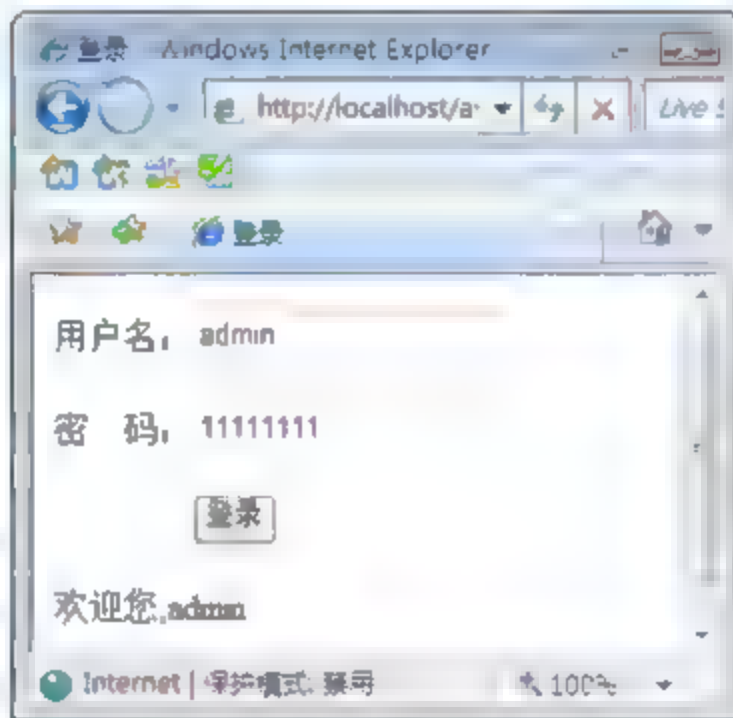 登录 Windows Internet Explorer
http://localhost/a
Live S
登录
用户名: admin
密 码: 11111111
登录
欢迎您,admin
Internet | 保护模式: 禁用
100%